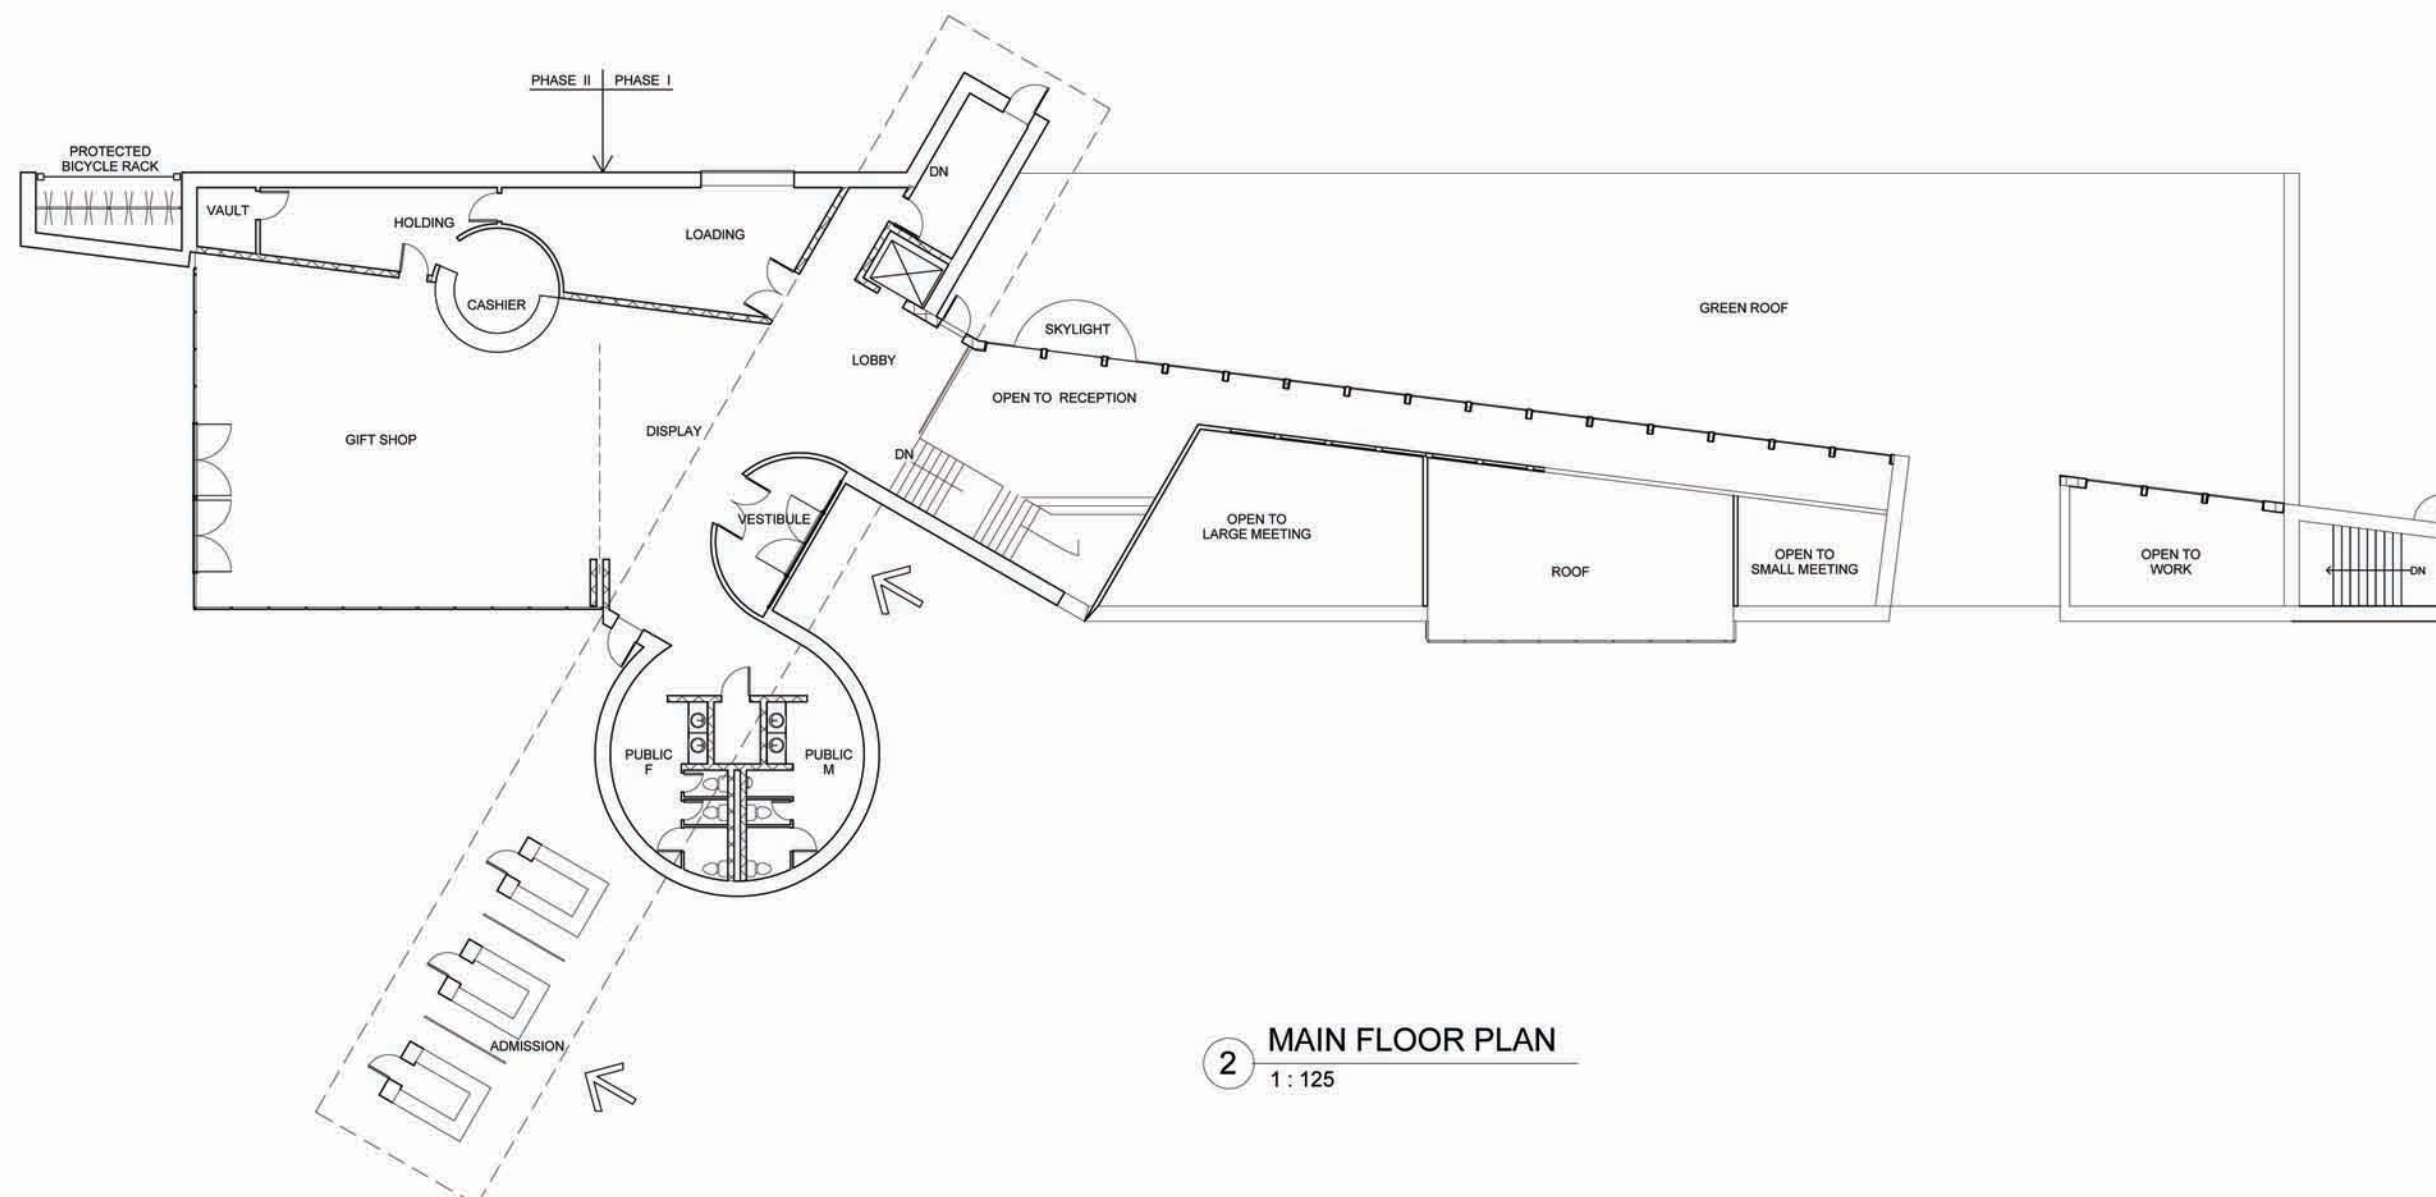 PHASE II PHASE I
PROTECTED
BICYCLE RACK
DN
VAULT
HOLDING
LOADING
CASHIER
GREEN ROOF
SKYLIGHT
LOBBY
OPEN TO RECEPTION
GIFT SHOP
DISPLAY
DN
VESTIBULE
OPEN TO
LARGE MEETING
ROOF
OPEN TO
SMALL MEETING
OPEN TO
WORK
DN
PUBLIC
F
PUBLIC
M
ADMISSION
2 MAIN FLOOR PLAN
1 : 125